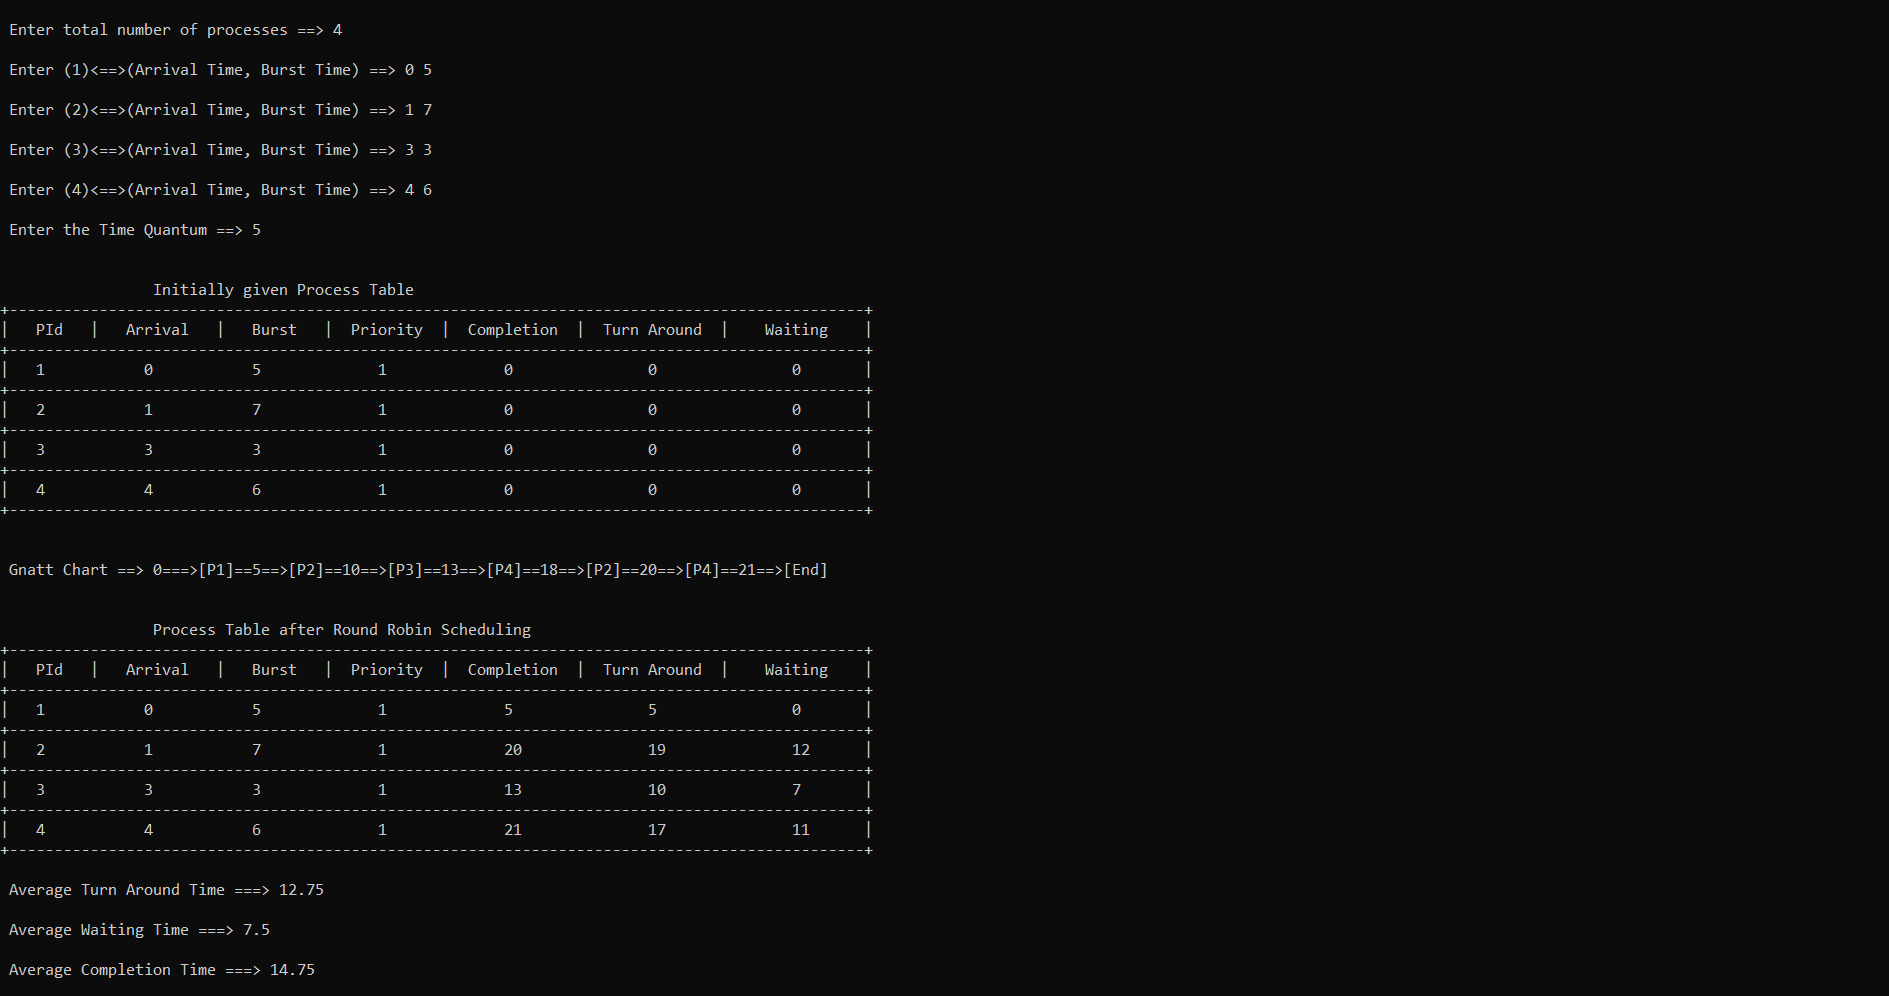 Enter total number of processes ==> 4
Enter (1)<==>(Arrival Time, Burst Time) ==> 0 5
Enter (2)<==>(Arrival Time, Burst Time) ==> 1 7
Enter (3)<==>(Arrival Time, Burst Time) ==> 3 3
Enter (4)<==>(Arrival Time, Burst Time) ==> 4 6
Enter the Time Quantum ==> 5
Initially given Process Table
| PId | Arrival | Burst | Priority | Completion | Turn Around | Waiting |
| 1 0 5 1 0 0 0 |
| 2 1 7 1 0 0 0 |
| 3 3 3 1 0 0 0 |
| 4 4 6 1 0 0 0 |
Gnatt Chart ==> 0===>[P1]==5==>[P2]==10==>[P3]==13==>[P4]==18==>[P2]==20==>[P4]==21==>[End]
Process Table after Round Robin Scheduling
| PId | Arrival | Burst | Priority | Completion | Turn Around | Waiting |
| 1 0 5 1 5 5 0 |
| 2 1 7 1 20 19 12 |
| 3 3 3 1 13 10 7 |
| 4 4 6 1 21 17 11 |
Average Turn Around Time ===> 12.75
Average Waiting Time ===> 7.5
Average Completion Time ===> 14.75